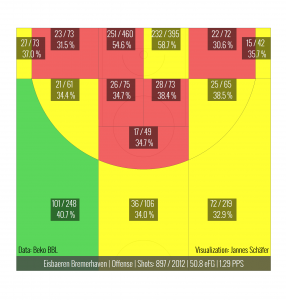 23 / 73 251 / 460 232 / 395 22 / 72
31.5 % 54.6 % 58.7 % 30.6 %
27 / 73 15 / 42
37.0 % 35.7 %
21 / 61 26 / 75 28 / 73 25 / 65
34.4 % 34.7 % 38.4 % 38.5 %
17 / 49
34.7 %
101 / 248 36 / 106 72 / 219
40.7 % 34.0 % 32.9 %
Data: Beko BBL Visualization: Jannes Schäfer
Eisbaeren Bremerhaven | Offense | Shots: 897 / 2012 | 50.8 eFG | 1.29 PPS